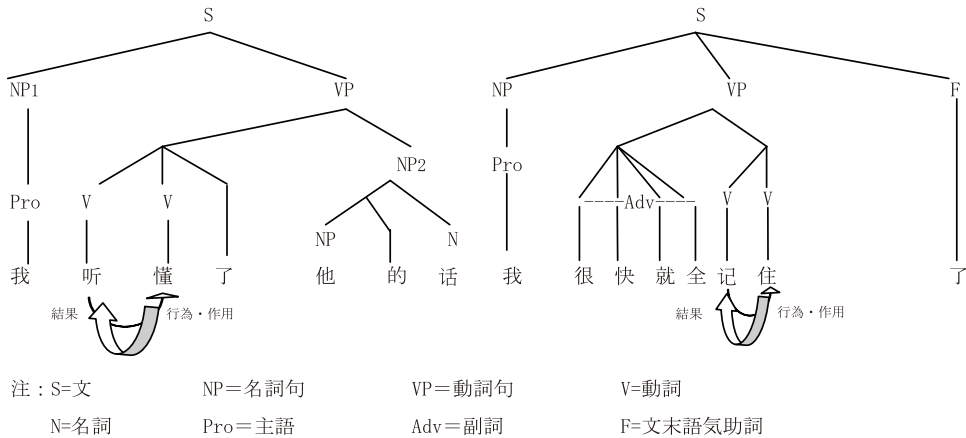 S S
NP1 VP NP VP F
NP2 Pro
Pro V V ----Adv---- V V
NP N
我 听 懂 了 他 的 话 我 很 快 就 全 记 住 了
結果 行為・作用 結果 行為・作用
注：S=文 NP＝名詞句 VP＝動詞句 V=動詞
N=名詞 Pro＝主語 Adv＝副詞 F=文末語気助詞